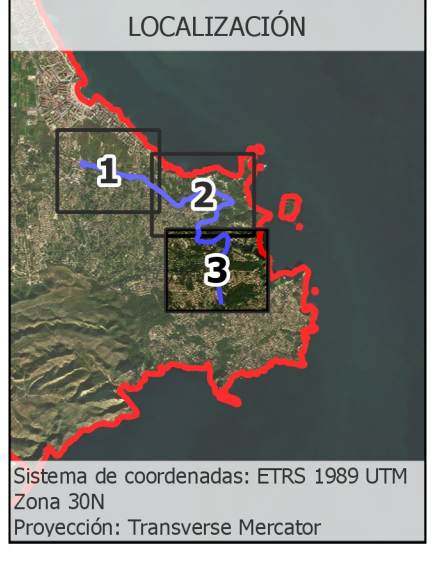 LOCALIZACIÓN
1
2
3
Sistema de coordenadas: ETRS 1989 UTM
Zona 30N
Proyección: Transverse Mercator